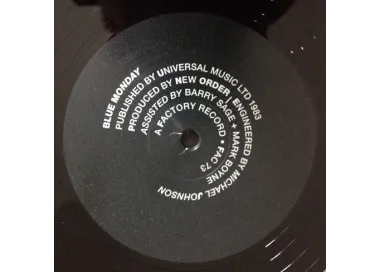 BLUE MONDAY
PUBLISHED BY UNIVERSAL MUSIC LTD 1983
PRODUCED BY NEW ORDER / ENGINEERED BY MICHAEL JOHNSON
ASSISTED BY BARRY SAGE + MARK BOYNE
A FACTORY RECORD • FAC 73